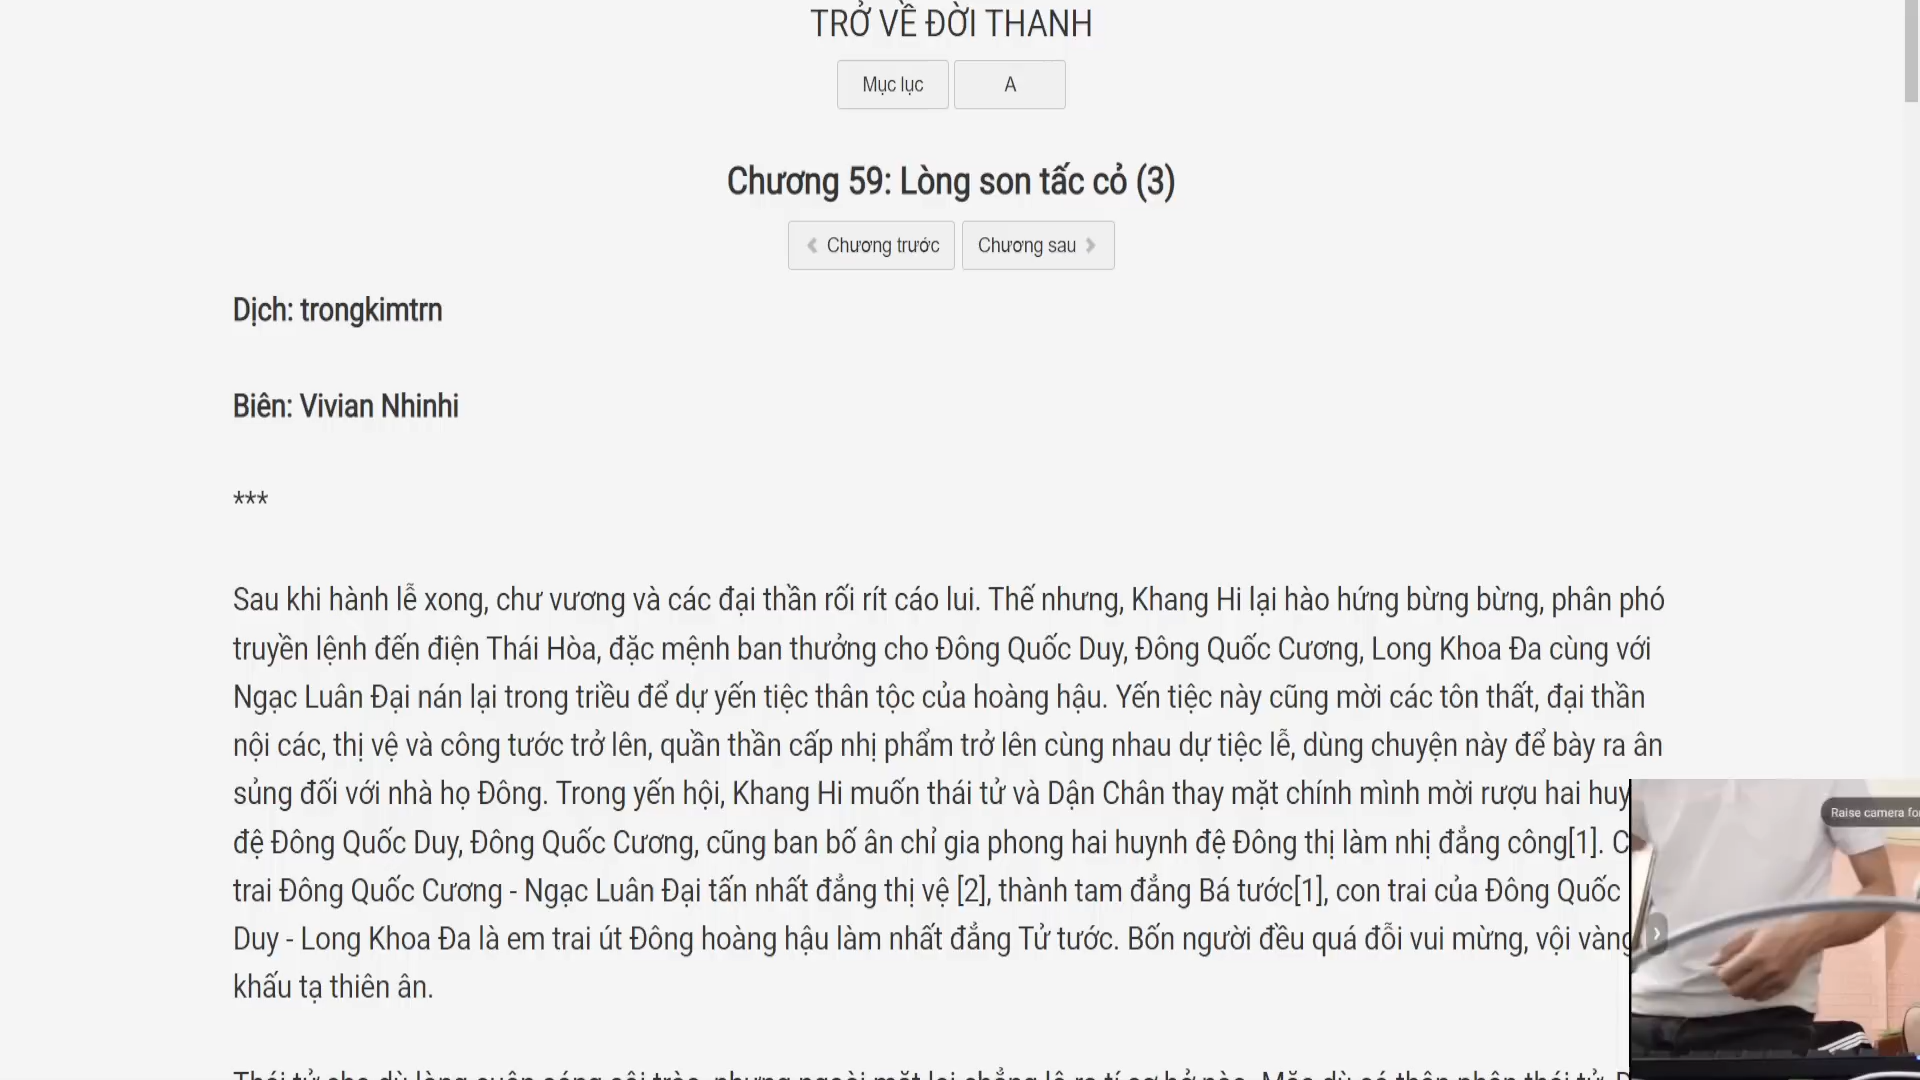 TRỞ VỀ ĐỜI THANH
Mục lục A
Chương 59: Lòng son tấc cỏ (3)
Chương trước Chương sau
Dịch: trongkimtrn
Biên: Vivian Nhinhi
***
Sau khi hành lễ xong, chư vương và các đại thần rối rít cáo lui. Thế nhưng, Khang Hi lại hào hứng bừng bừng, phân phó
truyền lệnh đến điện Thái Hòa, đặc mệnh ban thưởng cho Đông Quốc Duy, Đông Quốc Cương, Long Khoa Đa cùng với
Ngạc Luân Đại nán lại trong triều để dự yến tiệc thân tộc của hoàng hậu. Yến tiệc này cũng mời các tôn thất, đại thần
nội các, thị vệ và công tước trở lên, quần thần cấp nhị phẩm trở lên cùng nhau dự tiệc lễ, dùng chuyện này để bày ra ân
sủng đối với nhà họ Đông. Trong yến hội, Khang Hi muốn thái tử và Dận Chân thay mặt chính mình mời rượu hai
đệ Đông Quốc Duy, Đông Quốc Cương, cũng ban bố ân chỉ gia phong hai huynh đệ Đông thị làm nhị đẳng công[1].
trai Đông Quốc Cương - Ngạc Luân Đại tấn nhất đẳng thị vệ [2], thành tam đẳng Bá tước[1], con trai của Đông Quốc
Duy - Long Khoa Đa là em trai út Đông hoàng hậu làm nhất đẳng Tử tước. Bốn người đều quá đỗi vui mừng, vội vàng
khấu tạ thiên ân.
Raise camera